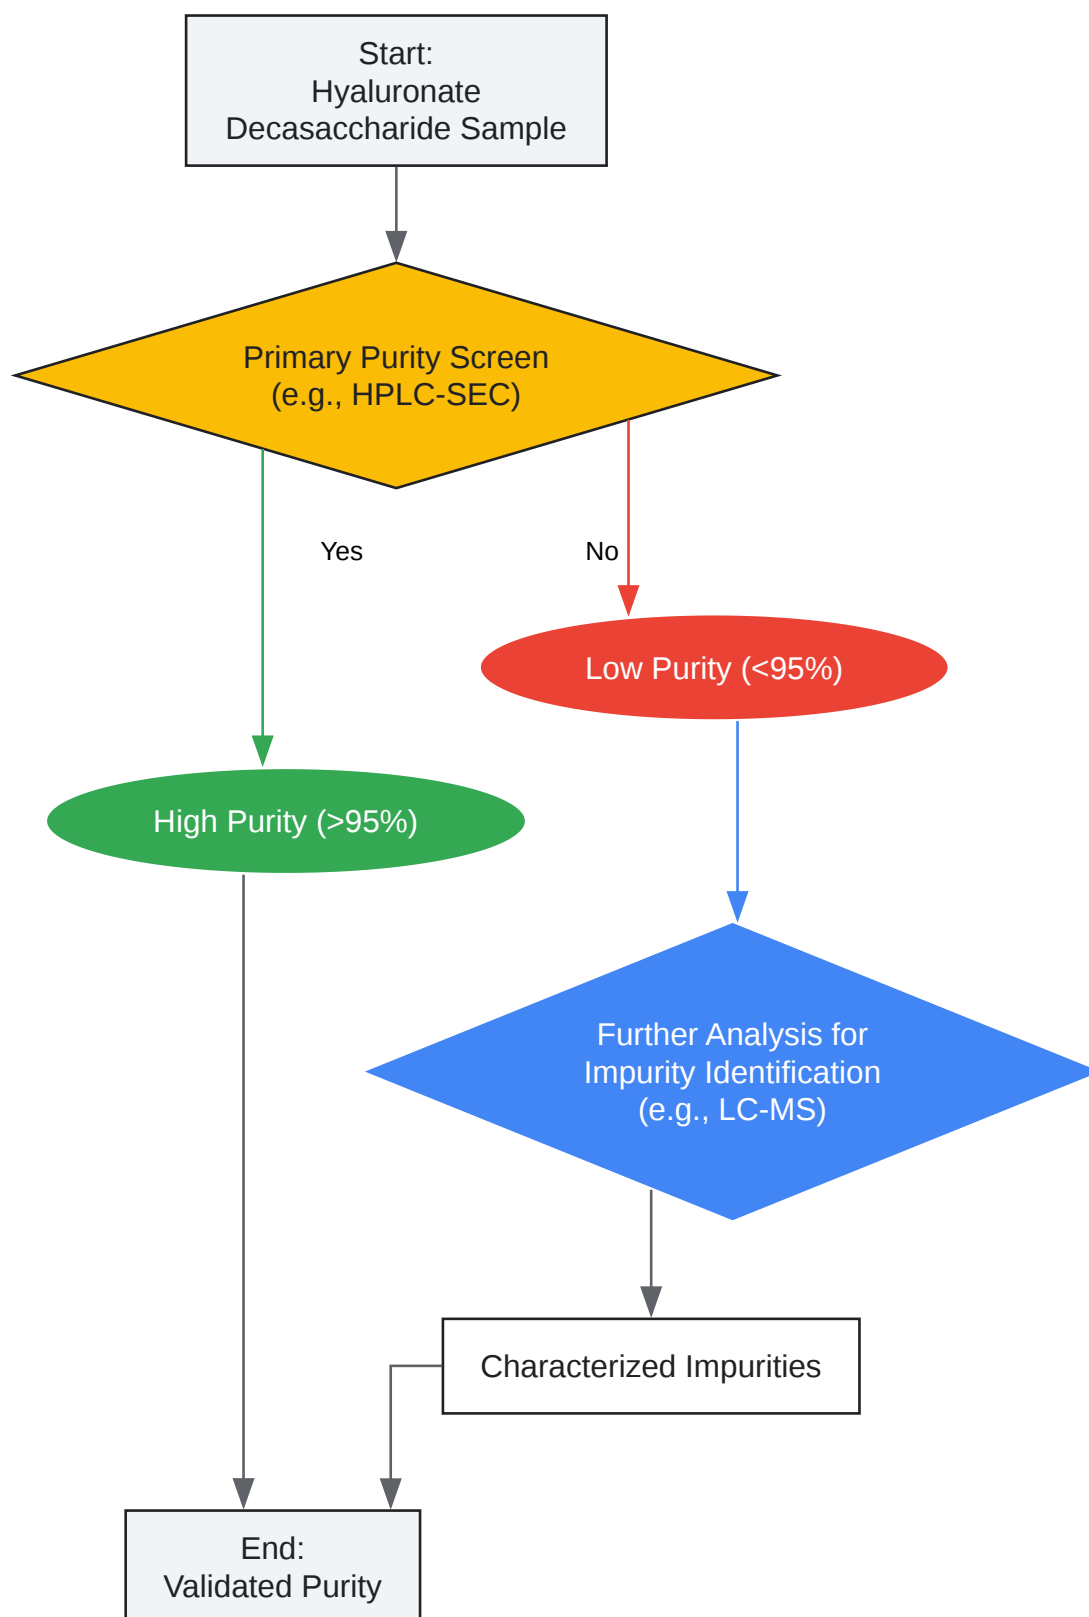 Start:
Hyaluronate
Decasaccharide Sample
Primary Purity Screen
(e.g., HPLC-SEC)
Yes
No
Low Purity (<95%)
High Purity (>95%)
Further Analysis for
Impurity Identification
(e.g., LC-MS)
Characterized Impurities
End:
Validated Purity